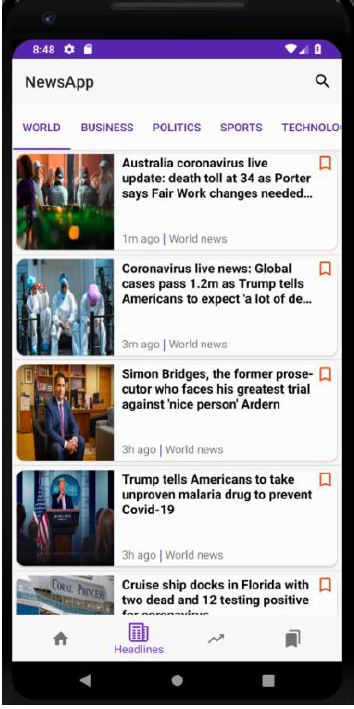 8:48
NewsApp
WORLD BUSINESS POLITICS SPORTS TECHNOLO
Australia coronavirus live
update: death toll at 34 as Porter
says Fair Work changes needed...
1m ago | World news
Coronavirus live news: Global
cases pass 1.2m as Trump tells
Americans to expect 'a lot of de...
3m ago | World news
Simon Bridges, the former prose-
cutor who faces his greatest trial
against 'nice person' Ardern
3h ago | World news
Trump tells Americans to take
unproven malaria drug to prevent
Covid-19
3h ago | World news
CORAL PRINCESS
Cruise ship docks in Florida with
two dead and 12 testing positive
for coronavirus
Headlines